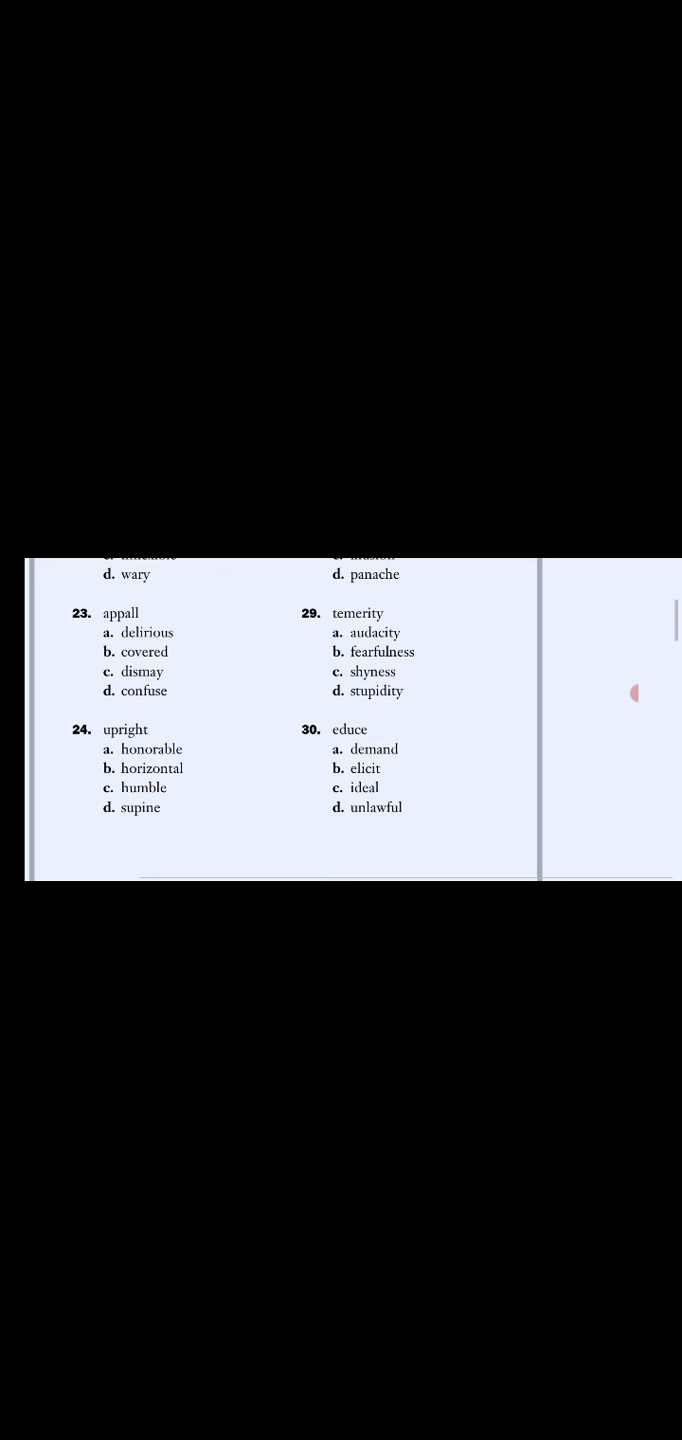 d. wary
23. appall
a. delirious
b. covered
c. dismay
d. confuse
24. upright
a. honorable
b. horizontal
c. humble
d. supine
d. panache
29. temerity
a. audacity
b. fearfulness
c. shyness
d. stupidity
30. educe
a. demand
b. elicit
c. ideal
d. unlawful